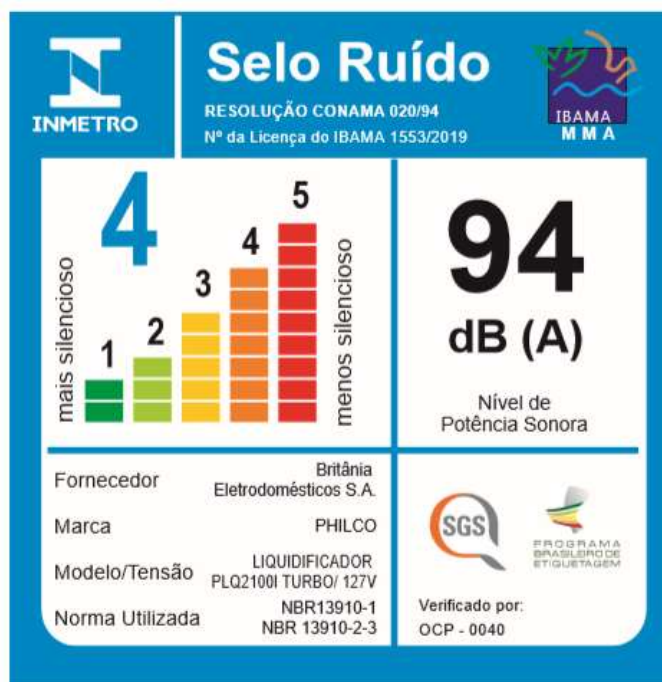 INMETRO
Selo Ruído
RESOLUÇÃO CONAMA 020/94
Nº da Licença do IBAMA 1553/2019
IBAMA
MMA
4
mais silencioso
1
2
3
4
5
menos silencioso
94
dB (A)
Nível de
Potência Sonora
Fornecedor
Britânia
Eletrodomésticos S.A.
Marca
PHILCO
Modelo/Tensão
LIQUIDIFICADOR
PLQ2100I TURBO/ 127V
Norma Utilizada
NBR13910-1
NBR 13910-2-3
SGS
PROGRAMA
BRASILEIRO DE
ETIQUETAGEM
Verificado por:
OCP - 0040